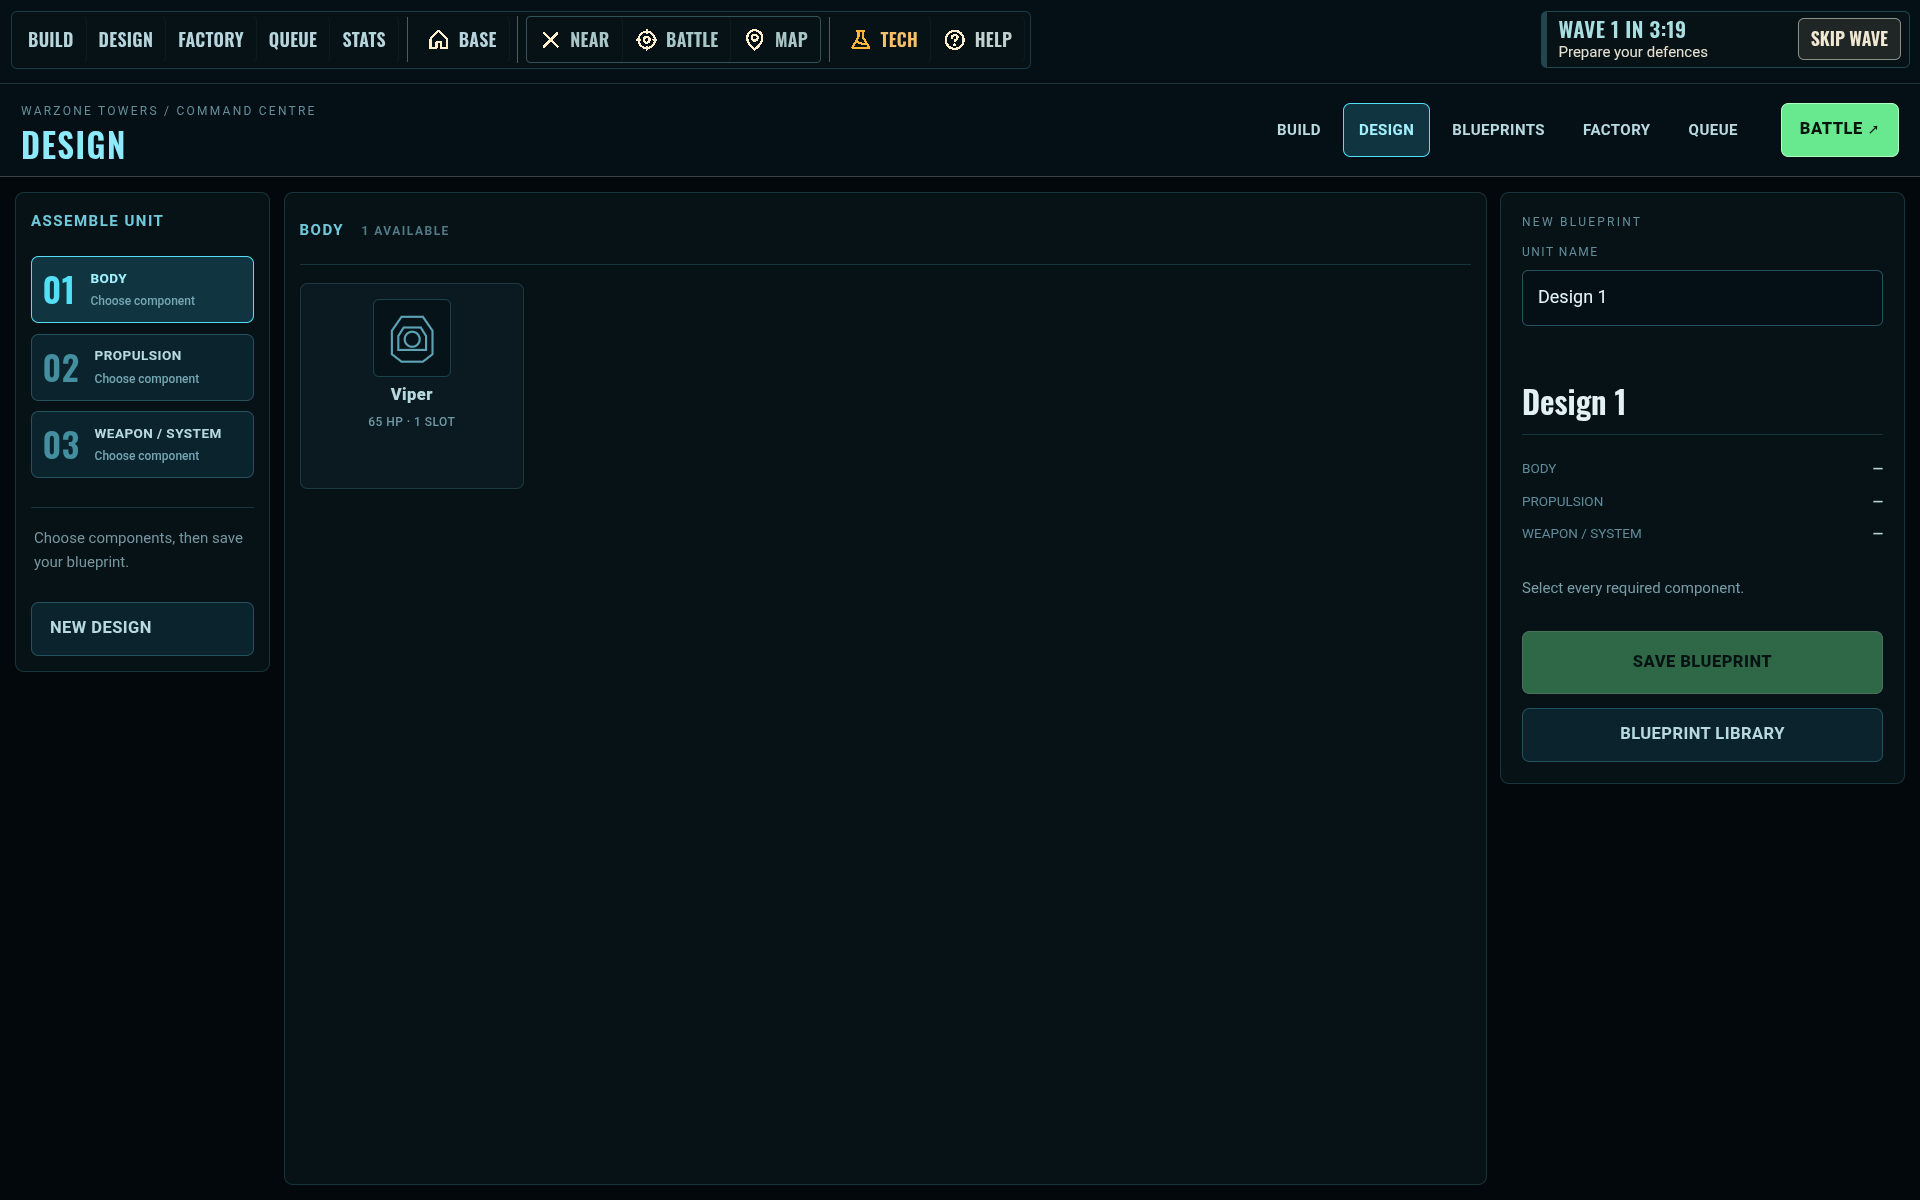 BUILD DESIGN FACTORY QUEUE STATS BASE NEAR BATTLE MAP TECH HELP
WAVE 1 IN 3:19
Prepare your defences
SKIP WAVE
WARZONE TOWERS / COMMAND CENTRE
DESIGN
BUILD DESIGN BLUEPRINTS FACTORY QUEUE BATTLE ↗
ASSEMBLE UNIT
01 BODY
Choose component
02 PROPULSION
Choose component
03 WEAPON / SYSTEM
Choose component
Choose components, then save
your blueprint.
NEW DESIGN
BODY 1 AVAILABLE
Viper
65 HP · 1 SLOT
NEW BLUEPRINT
UNIT NAME
Design 1
Design 1
BODY –
PROPULSION –
WEAPON / SYSTEM –
Select every required component.
SAVE BLUEPRINT
BLUEPRINT LIBRARY